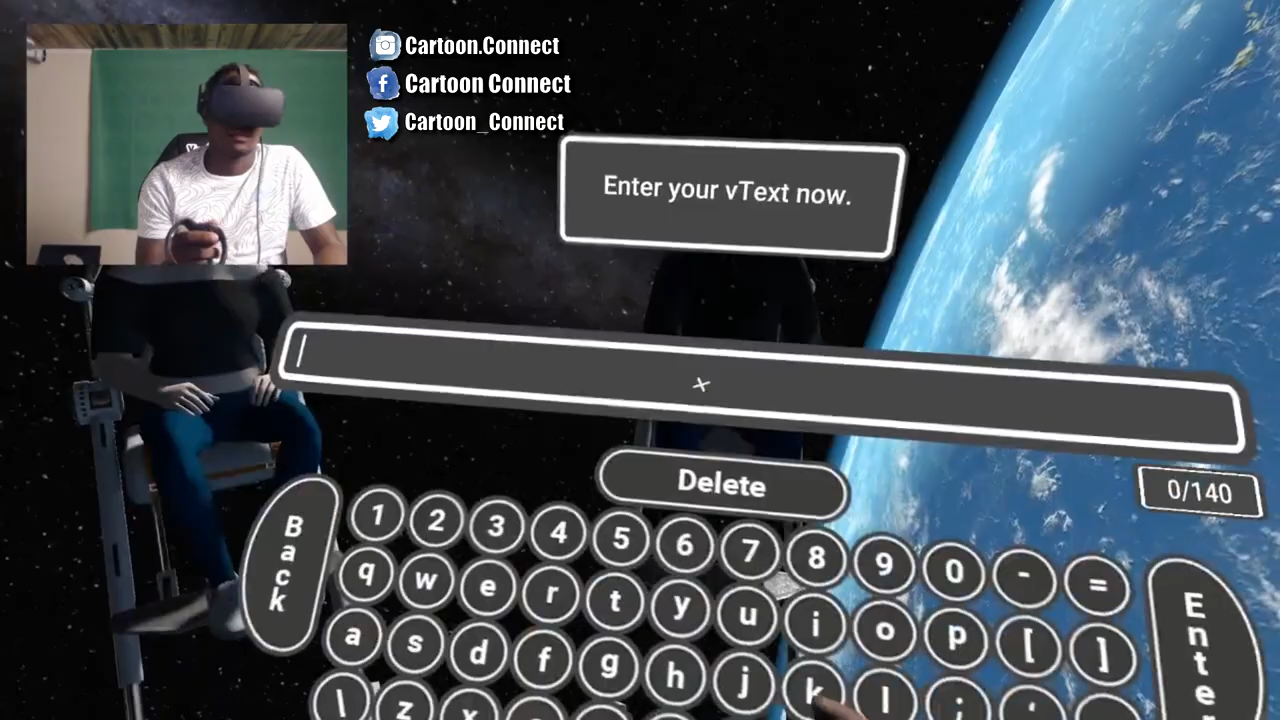 Cartoon.Connect
Cartoon Connect
Cartoon_Connect
Enter your vText now.
Delete
0/140
Back
1 2 3 4 5 6 7 8 9 0 - =
q w e r t y u i o p [ ]
Ente
a s d f g h j k l ;
\ z x